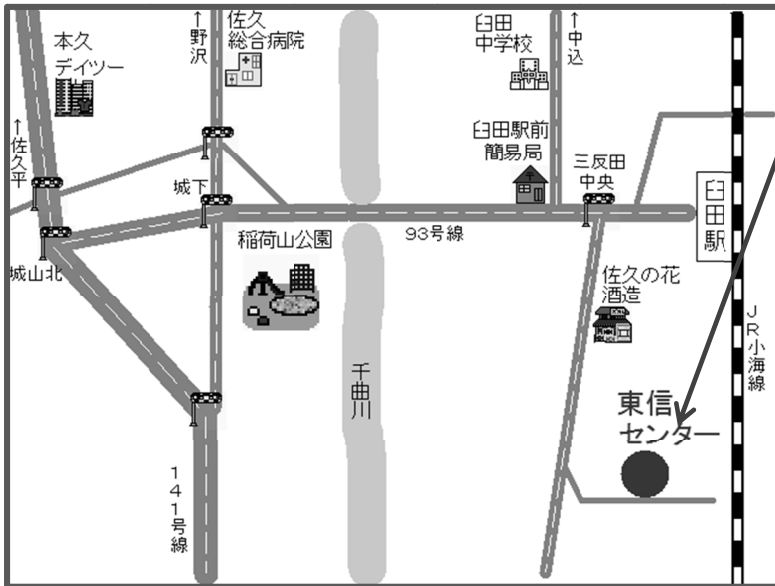 本久
デイツー
↑佐久平
↑野沢
佐久
総合病院
臼田
中学校
↑中込
臼田駅前
簡易局
三反田
中央
臼田駅
城下
93号線
城山北
稲荷山公園
佐久の花
酒造
JR小海線
千曲川
東信
センター
141号線